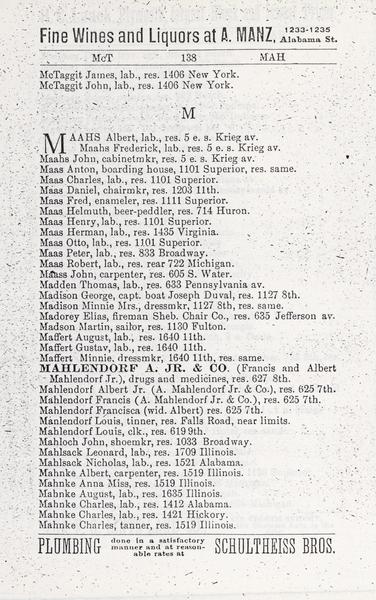 Fine Wines and Liquors at A. MANZ, 1233-1235 Alabama St.
McT 138 MAH
McTaggit James, lab., res. 1406 New York.
McTaggit John, lab., res. 1406 New York.
M
MAAHS Albert, lab., res. 5 e. s. Krieg av.
Maahs Frederick, lab., res. 5 e. s. Krieg av.
Maahs John, cabinetmkr, res. 5 e. s. Krieg av.
Maas Anton, boarding house, 1101 Superior, res. same.
Maas Charles, lab., res. 1101 Superior.
Maas Daniel, chairmkr, res. 1203 11th.
Maas Fred, enameler, res. 1111 Superior.
Maas Helmuth, beer-peddler, res. 714 Huron.
Maas Henry, lab., res. 1101 Superior.
Maas Herman, lab., res. 1435 Virginia.
Maas Otto, lab., res. 1101 Superior.
Maas Peter, lab., res. 833 Broadway.
Maas Robert, lab., res. rear 722 Michigan.
Maass John, carpenter, res. 605 S. Water.
Madden Thomas, lab., res. 633 Pennsylvania av.
Madison George, capt. boat Joseph Duval, res. 1127 8th.
Madison Minnie Mrs., dressmkr, 1127 8th, res. same.
Madorey Elias, fireman Sheb. Chair Co., res. 635 Jefferson av.
Madson Martin, sailor, res. 1130 Fulton.
Maffert August, lab., res. 1640 11th.
Maffert Gustav, lab., res. 1640 11th.
Maffert Minnie, dressmkr, 1640 11th, res. same.
MAHLENDORF A. JR. & CO. (Francis and Albert
Mahlendorf Jr.), drugs and medicines, res. 627 8th.
Mahlendorf Albert Jr. (A. Mahlendorf Jr. & Co.), res. 625 7th.
Mahlendorf Francis (A. Mahlendorf Jr. & Co.), res. 625 7th.
Mahlendorf Francisca (wid. Albert) res. 625 7th.
Manlendorf Louis, tinner, res. Falls Road, near limits.
Mahlendorf Louis, clk., res. 619 9th.
Mahloch John, shoemkr, res. 1033 Broadway.
Mahlsack Leonard, lab., res. 1709 Illinois.
Mahlsack Nicholas, lab., res. 1521 Alabama.
Mahnke Albert, carpenter, res. 1519 Illinois.
Mahnke Anna Miss, res. 1519 Illinois.
Mahnke August, lab., res. 1635 Illinois.
Mahnke Charles, lab., res. 1412 Alabama.
Mahnke Charles, lab., res. 1421 Hickory.
Mahnke Charles, tanner, res. 1519 Illinois.
PLUMBING done in a satisfactory manner and at reasonable rates at SCHULTHEISS BROS.